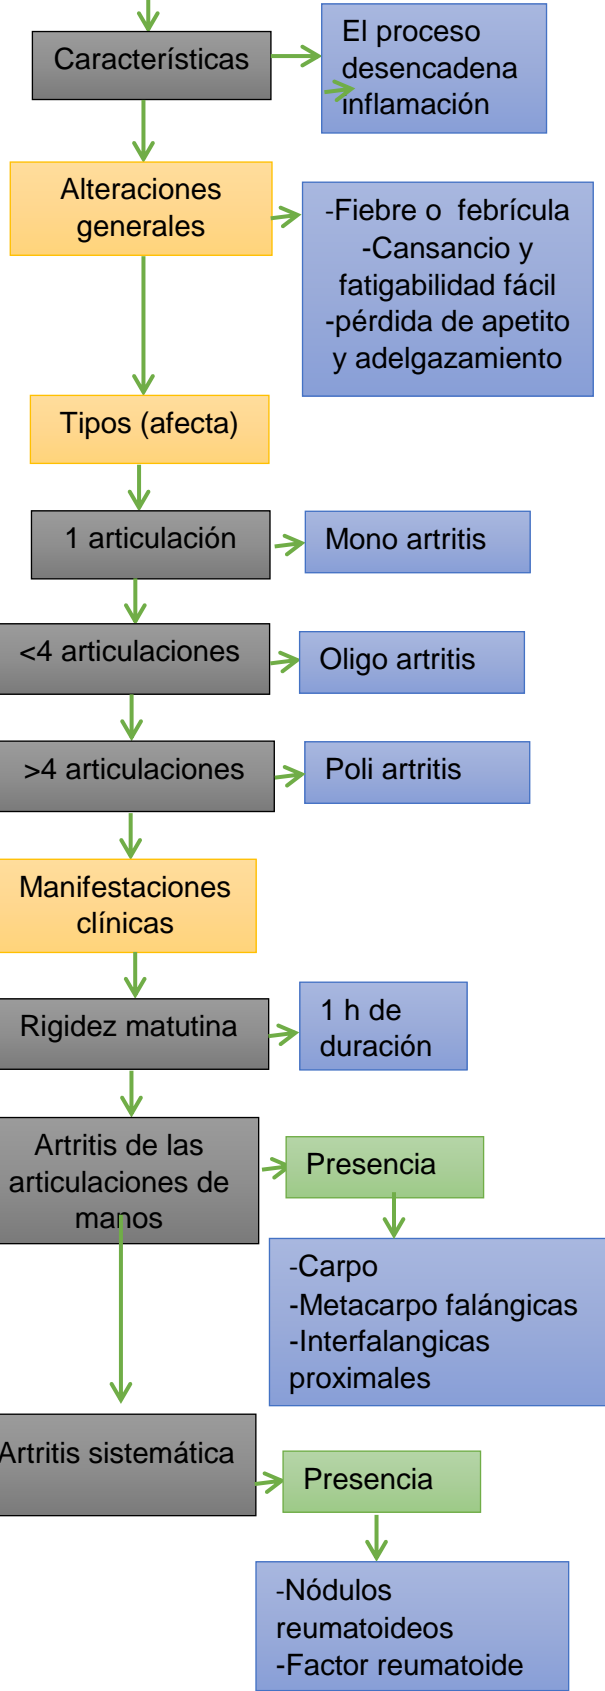 Características
El proceso
desencadena
inflamación
Alteraciones
generales
-Fiebre o  febrícula
-Cansancio y
fatigabilidad fácil
-pérdida de apetito
y adelgazamiento
Tipos (afecta)
1 articulación
Mono artritis
<4 articulaciones
Oligo artritis
>4 articulaciones
Poli artritis
Manifestaciones
clínicas
Rigidez matutina
1 h de
duración
Artritis de las
articulaciones de
manos
Presencia
-Carpo
-Metacarpo falángicas
-Interfalangicas
proximales
Artritis sistemática
Presencia
-Nódulos
reumatoideos
-Factor reumatoide